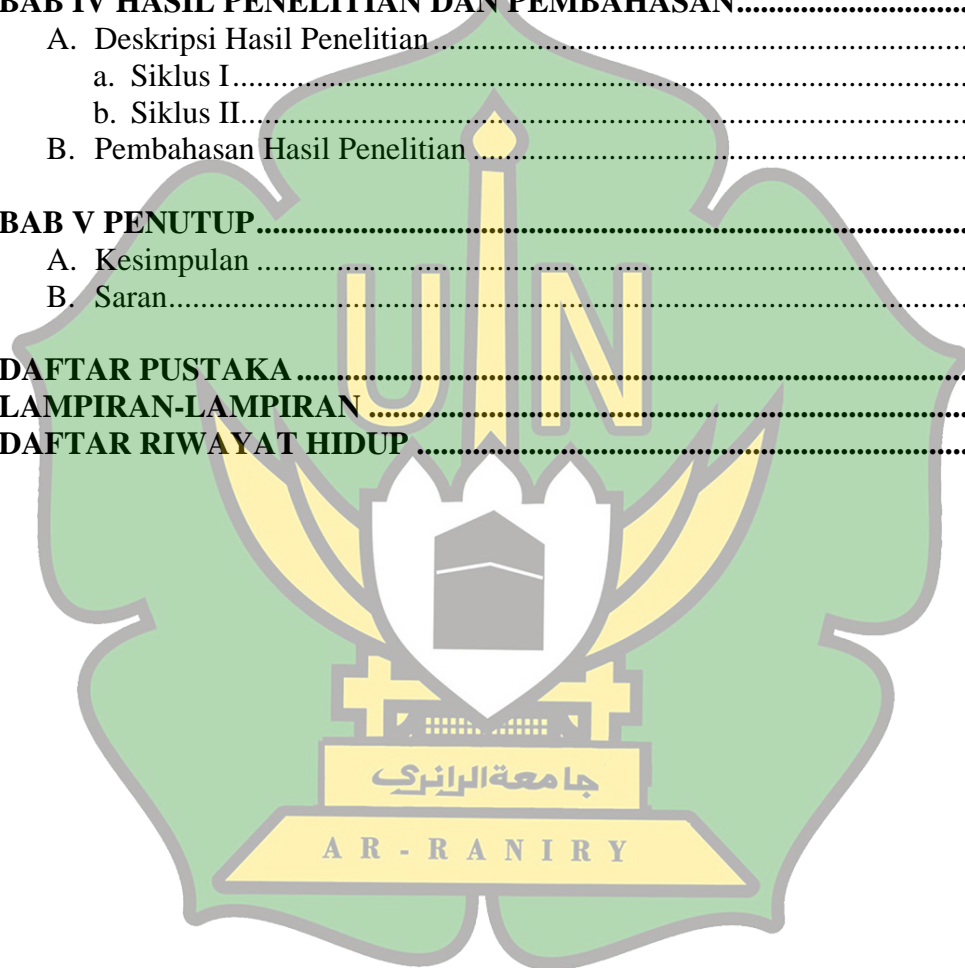 BAB IV HASIL PENELITIAN DAN PEMBAHASAN...............................
A. Deskripsi Hasil Penelitian...............................
a. Siklus I...............................
b. Siklus II...............................
B. Pembahasan Hasil Penelitian...............................
BAB V PENUTUP...............................
A. Kesimpulan...............................
B. Saran...............................
DAFTAR PUSTAKA...............................
LAMPIRAN-LAMPIRAN...............................
DAFTAR RIWAYAT HIDUP...............................
UIN
جامعة الرانري
AR-RANIRY